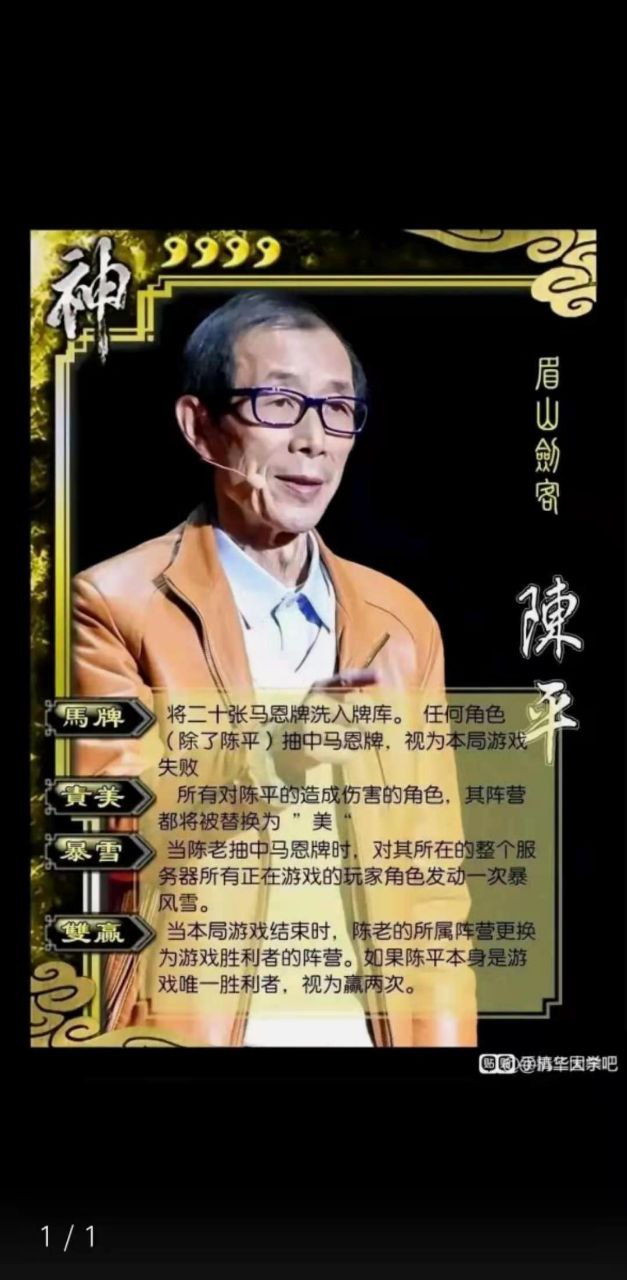 神
眉山劍客
陳平
馬牌
将二十张马恩牌洗入牌库。 任何角色
（除了陈平）抽中马恩牌，视为本局游戏
失败
責美
所有对陈平的造成伤害的角色，其阵营
都将被替换为 ”美“
暴雪
当陈老抽中马恩牌时，对其所在的整个服
务器所有正在游戏的玩家角色发动一次暴
风雪。
雙贏
当本局游戏结束时，陈老的所属阵营更换
为游戏胜利者的阵营。如果陈平本身是游
戏唯一胜利者，视为赢两次。
1 / 1